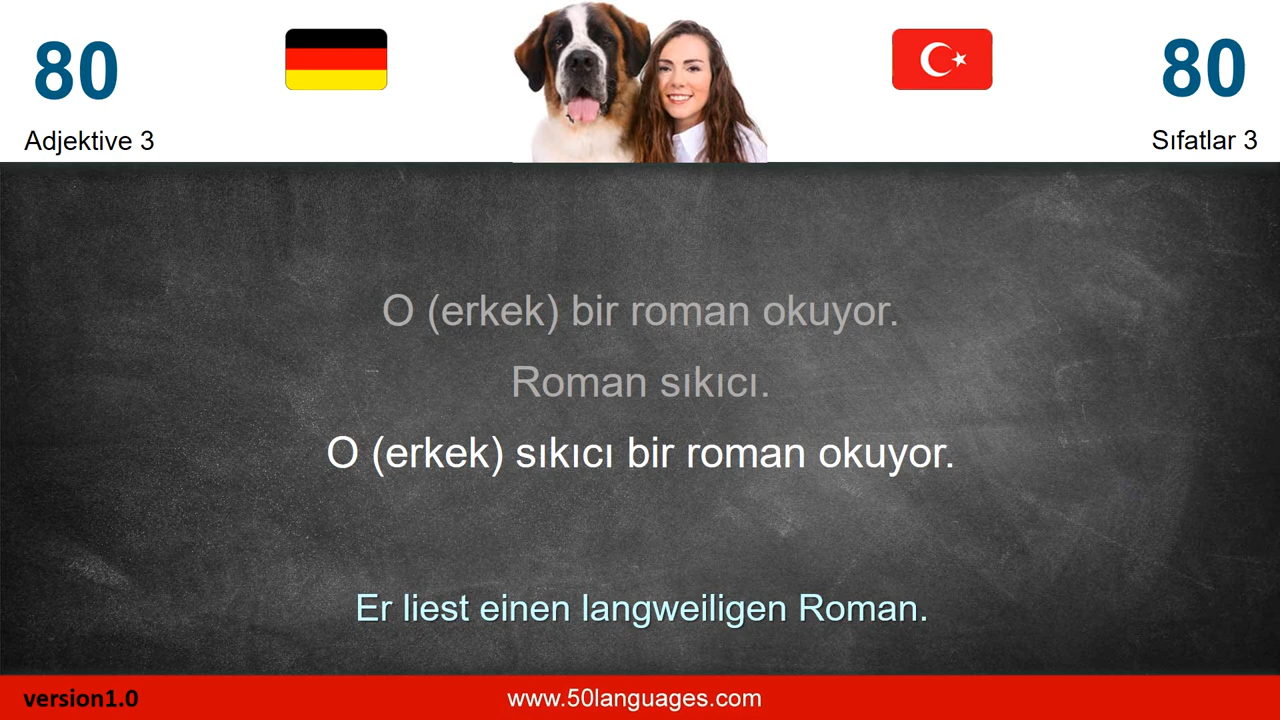 80
80
Adjektive 3
Sıfatlar 3
O (erkek) bir roman okuyor.
Roman sıkıcı.
O (erkek) sıkıcı bir roman okuyor.
Er liest einen langweiligen Roman.
version1.0
www.50languages.com